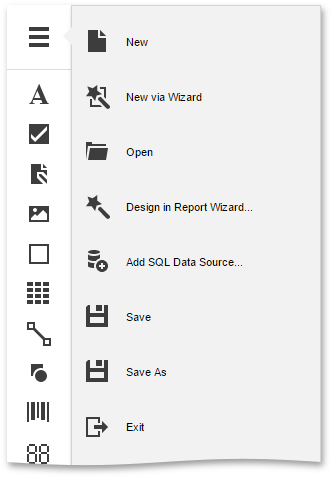 New
New via Wizard
Open
Design in Report Wizard...
Add SQL Data Source...
Save
Save As
Exit